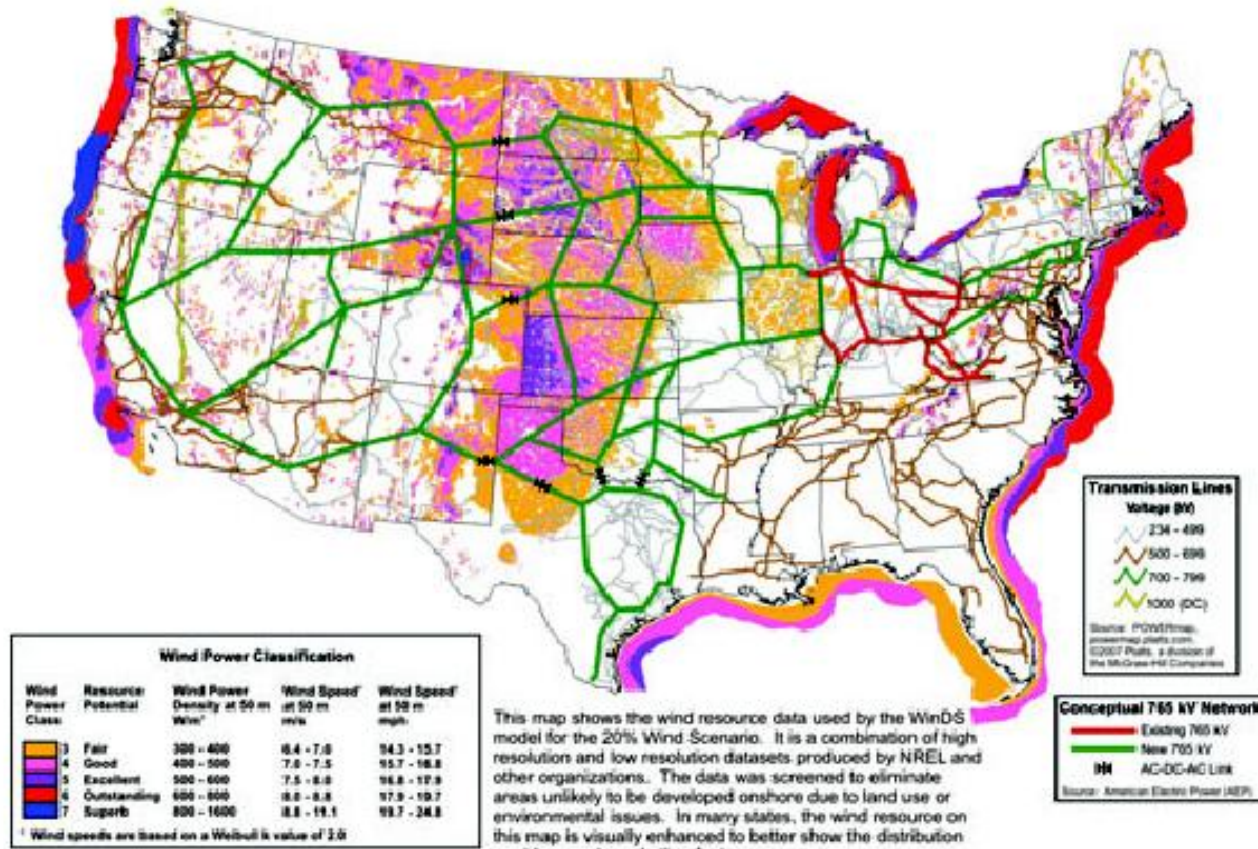 Transmission Lines
Voltage (kV)
234 - 499
500 - 699
700 - 799
1000 (DC)
Source: POWERmap,
powermap.platts.com
©2007 Platts, a division of
the McGraw-Hill Companies
Wind Power Classification
Wind Power Class Resource Potential Wind Power Density at 50 m W/m² Wind Speed¹ at 50 m m/s Wind Speed¹ at 50 m mph
3 Fair 300 - 400 6.4 - 7.0 14.3 - 15.7
4 Good 400 - 500 7.0 - 7.5 15.7 - 16.8
5 Excellent 500 - 600 7.5 - 8.0 16.8 - 17.9
6 Outstanding 600 - 800 8.0 - 8.8 17.9 - 19.7
7 Superb 800 - 1600 8.8 - 11.1 19.7 - 24.8
¹ Wind speeds are based on a Weibull k value of 2.0
This map shows the wind resource data used by the WinDS
model for the 20% Wind Scenario. It is a combination of high
resolution and low resolution datasets produced by NREL and
other organizations. The data was screened to eliminate
areas unlikely to be developed onshore due to land use or
environmental issues. In many states, the wind resource on
this map is visually enhanced to better show the distribution
Conceptual 765 kV Network
Existing 765 kV
New 765 kV
AC-DC-AC Link
Source: American Electric Power (AEP)